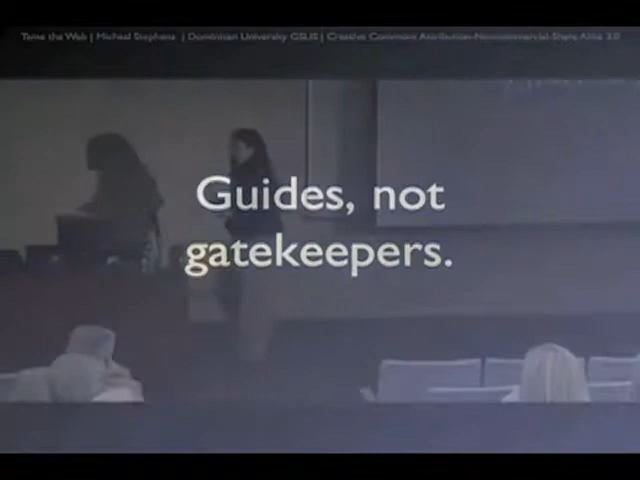 Tame the Web | Michael Stephens | Dominican University GSLIS | Creative Commons Attribution-Noncommercial-Share Alike 3.0
Guides, not
gatekeepers.